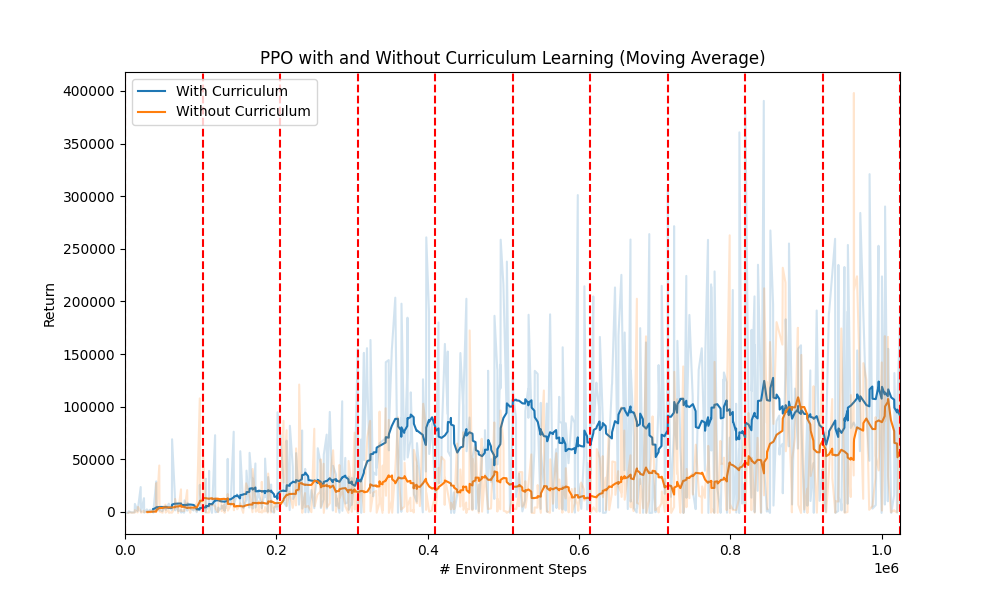 PPO with and Without Curriculum Learning (Moving Average)
With Curriculum
Without Curriculum
400000
350000
300000
250000
200000
150000
100000
50000
0
Return
0.0 0.2 0.4 0.6 0.8 1.0
# Environment Steps
1e6